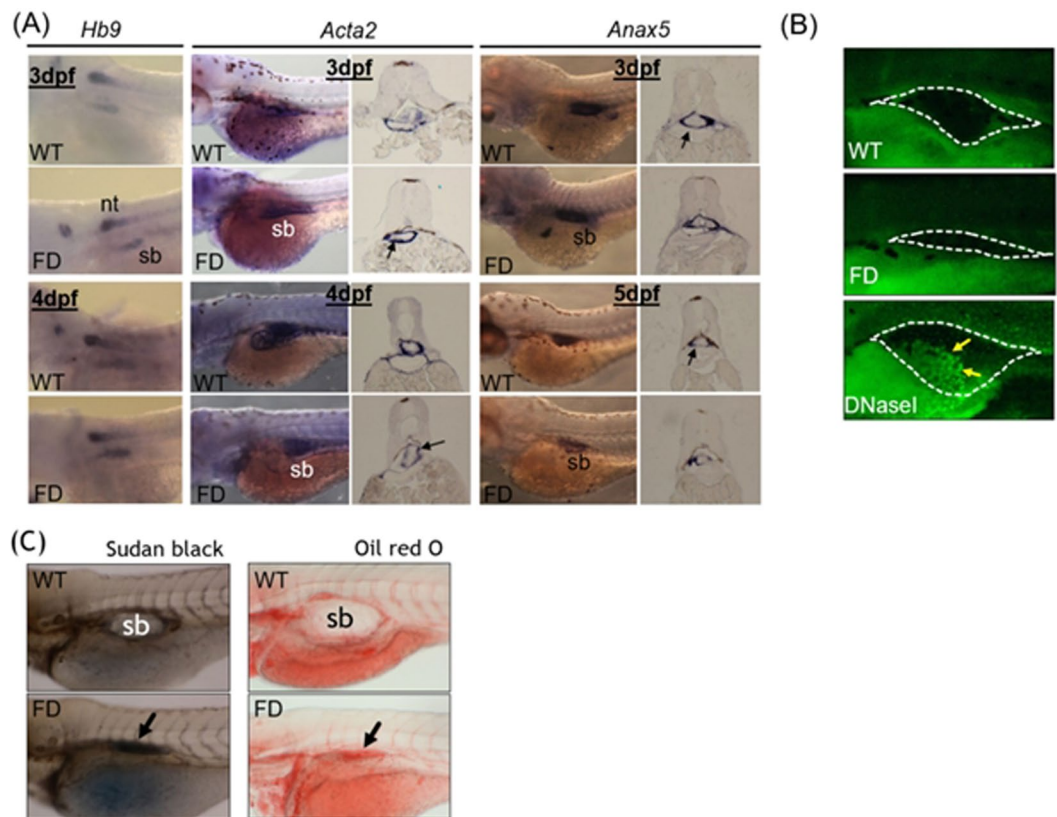 (A)
Hb9 Acta2 Anax5
3dpf 3dpf 3dpf
WT WT WT
nt
sb sb sb
FD FD FD
4dpf 4dpf 5dpf
WT WT WT
sb sb
FD FD FD
(B)
WT
FD
DNaseI
(C)
Sudan black Oil red O
WT WT
sb sb
FD FD